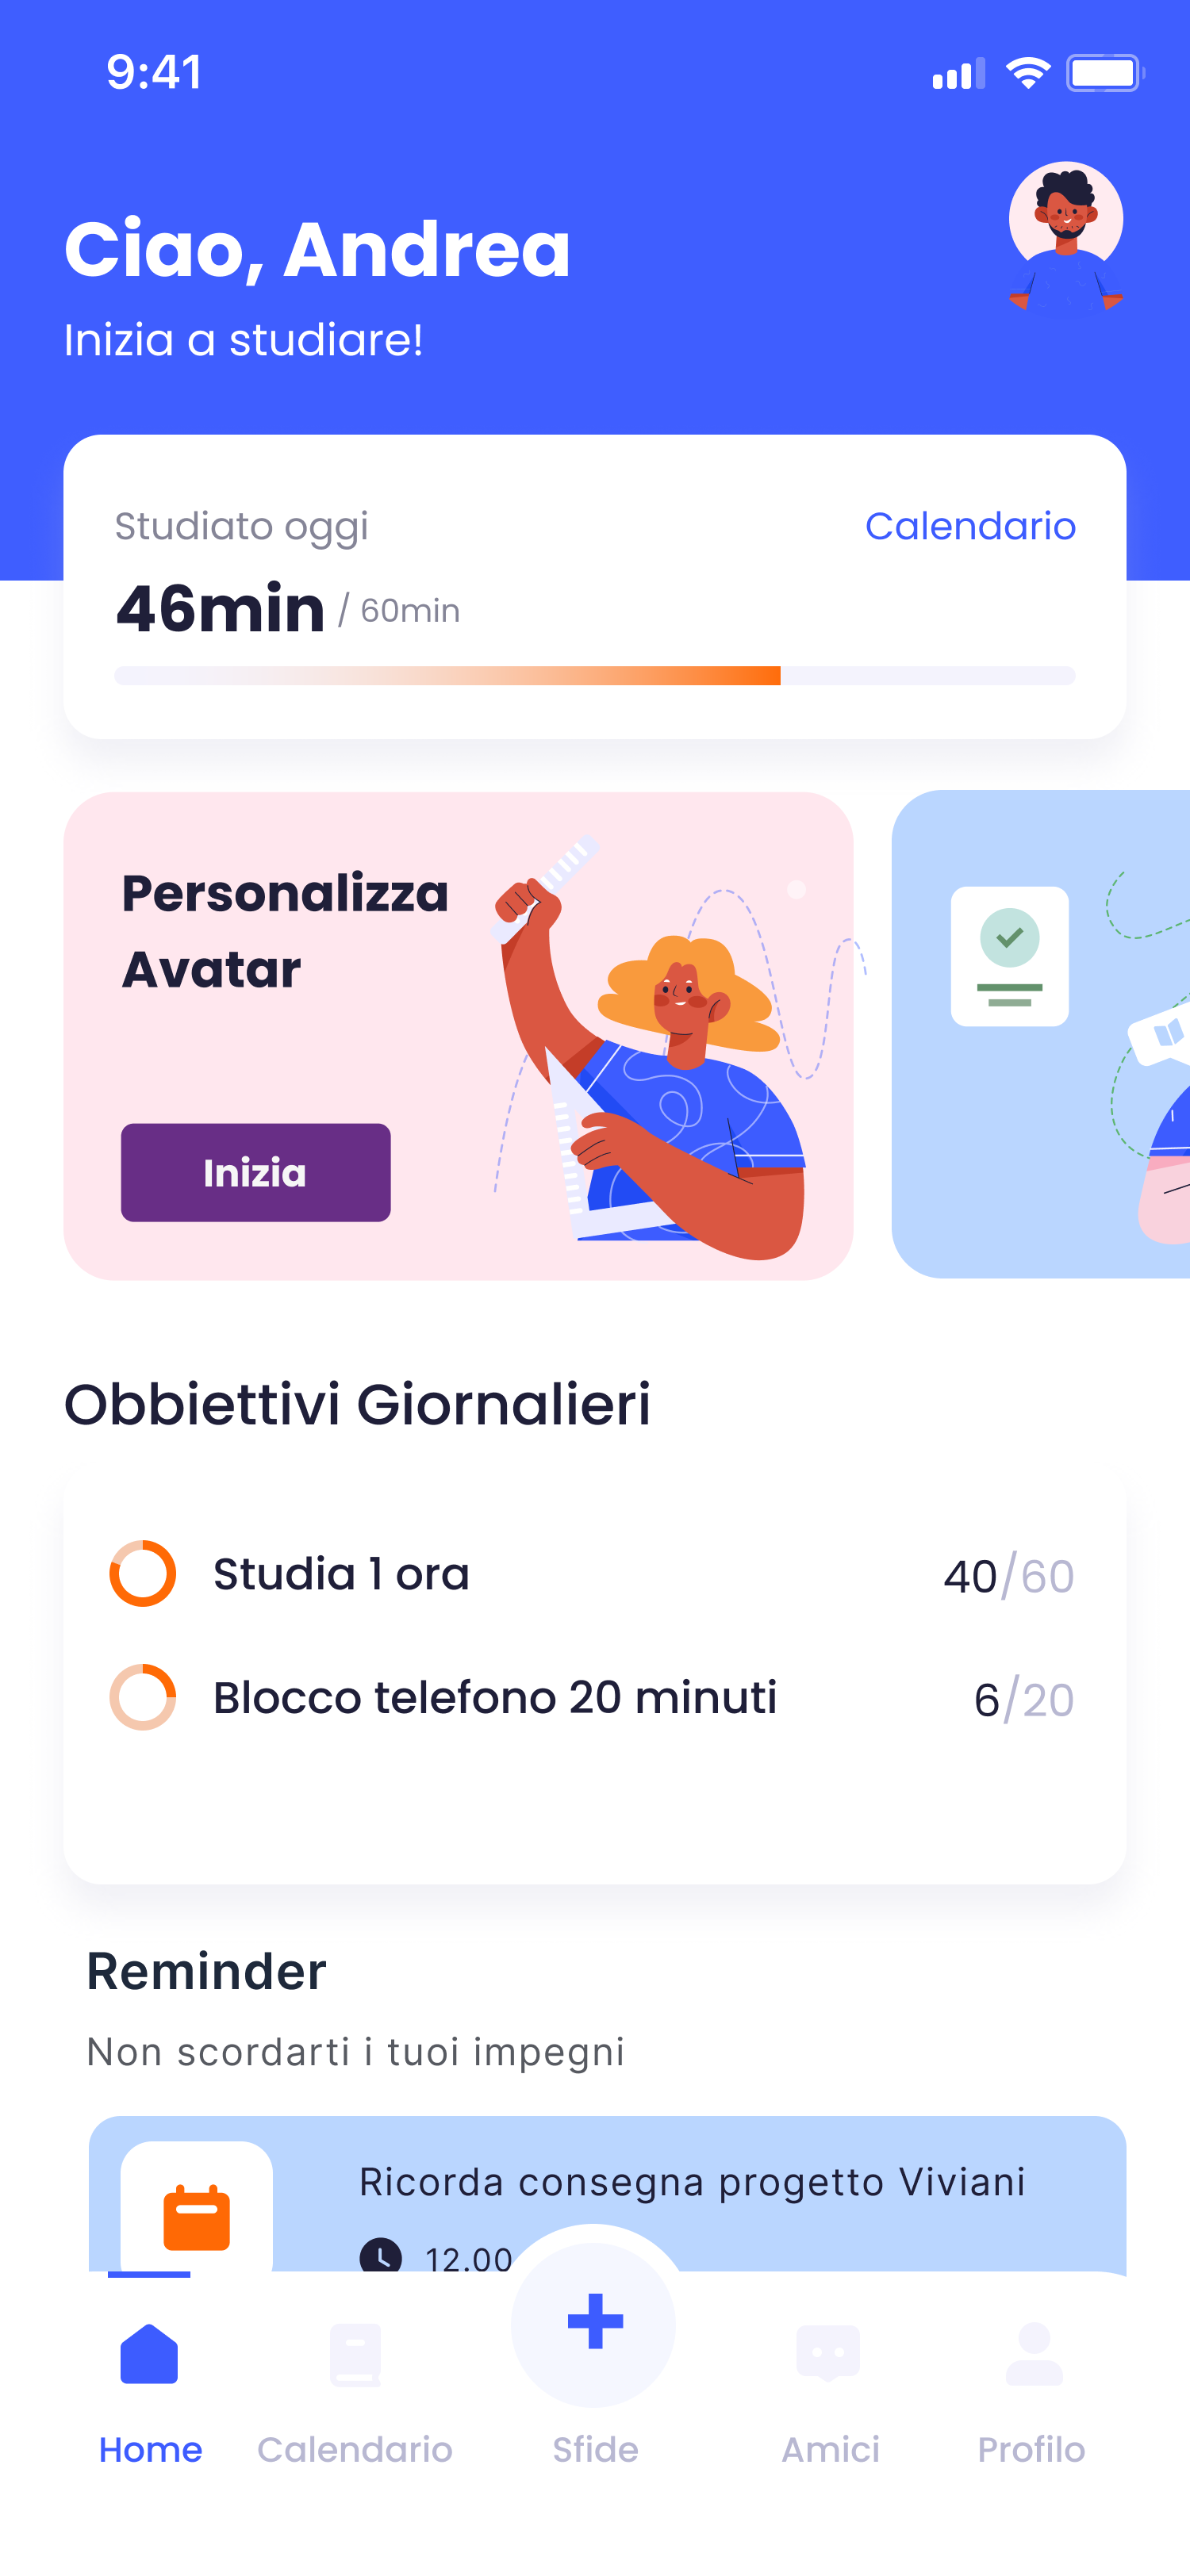 9:41
Ciao, Andrea
Inizia a studiare!
Studiato oggi
Calendario
46min / 60min
Personalizza
Avatar
Inizia
Obbiettivi Giornalieri
Studia 1 ora 40/60
Blocco telefono 20 minuti 6/20
Reminder
Non scordarti i tuoi impegni
Ricorda consegna progetto Viviani
12.00
Home Calendario Sfide Amici Profilo